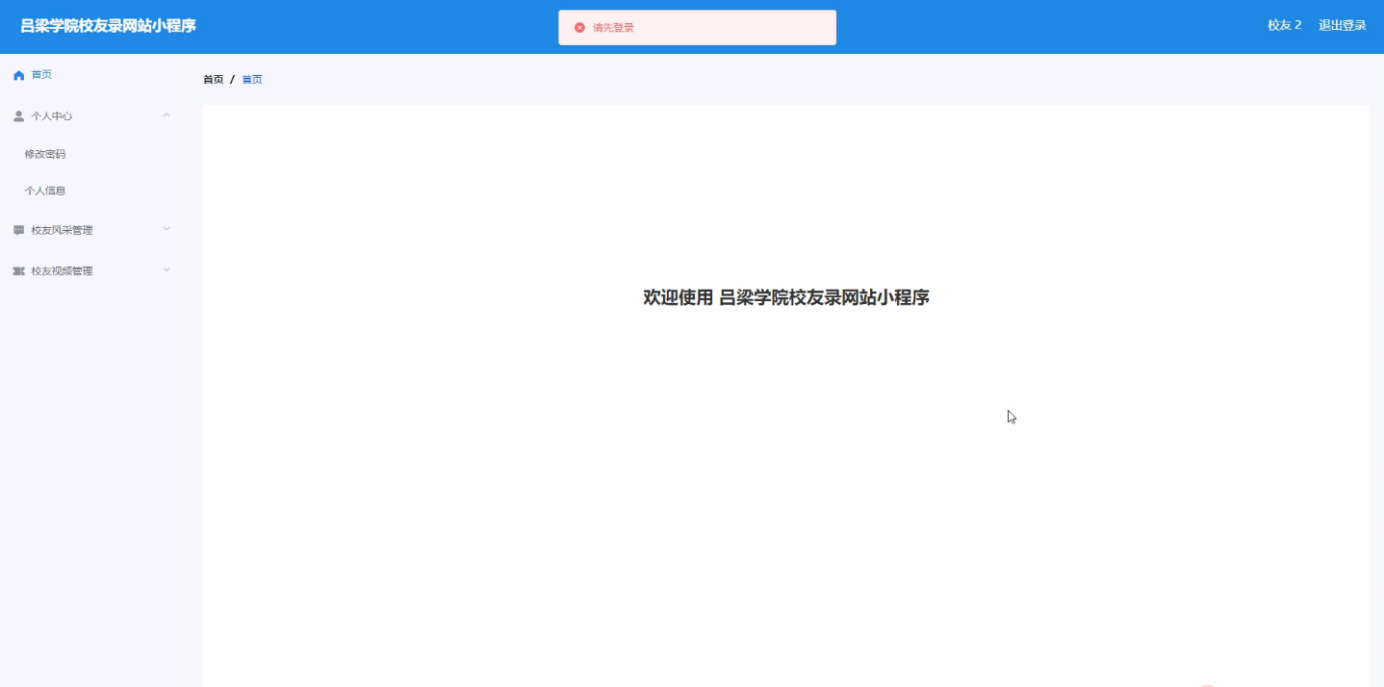 吕梁学院校友录网站小程序
请先登录
校友 2 退出登录
首页
首页 / 首页
个人中心
修改密码
个人信息
校友风采管理
校友视频管理
欢迎使用 吕梁学院校友录网站小程序